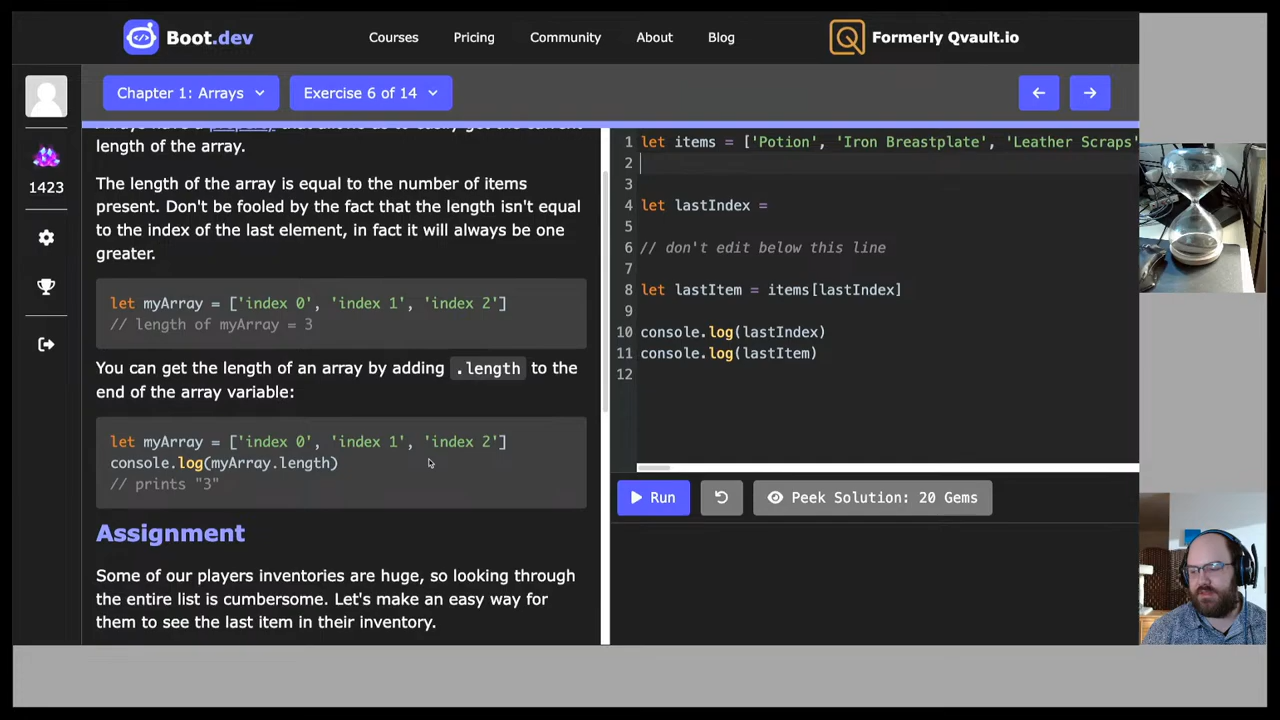 Boot.dev
Courses
Pricing
Community
About
Blog
Formerly Qvault.io
Chapter 1: Arrays
Exercise 6 of 14
1423
length of the array.
The length of the array is equal to the number of items
present. Don't be fooled by the fact that the length isn't equal
to the index of the last element, in fact it will always be one
greater.
let myArray = ['index 0', 'index 1', 'index 2']
// length of myArray = 3
You can get the length of an array by adding .length to the
end of the array variable:
let myArray = ['index 0', 'index 1', 'index 2']
console.log(myArray.length)
// prints "3"
Assignment
Some of our players inventories are huge, so looking through
the entire list is cumbersome. Let's make an easy way for
them to see the last item in their inventory.
1 let items = ['Potion', 'Iron Breastplate', 'Leather Scraps'
2
3
4 let lastIndex =
5
6 // don't edit below this line
7
8 let lastItem = items[lastIndex]
9
10 console.log(lastIndex)
11 console.log(lastItem)
12
Run
Peek Solution: 20 Gems